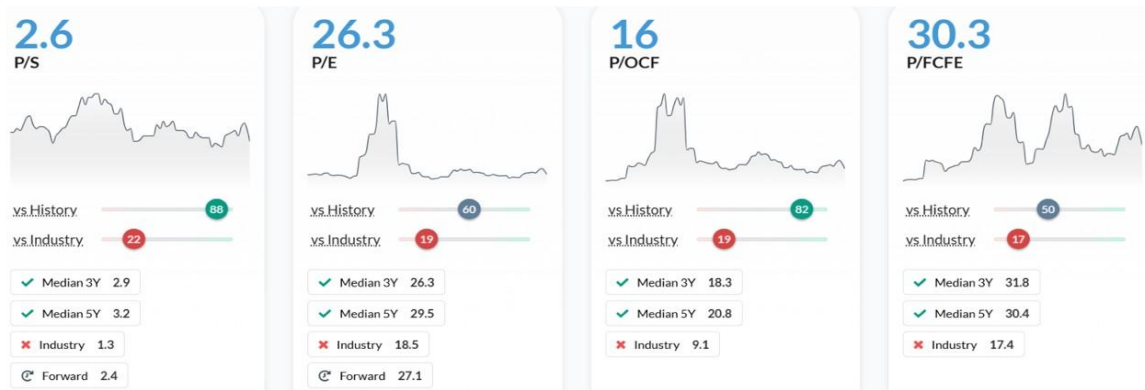 2.6
P/S
vs History 88
vs Industry 22
Median 3Y 2.9
Median 5Y 3.2
Industry 1.3
Forward 2.4
26.3
P/E
vs History 60
vs Industry 19
Median 3Y 26.3
Median 5Y 29.5
Industry 18.5
Forward 27.1
16
P/OCF
vs History 82
vs Industry 19
Median 3Y 18.3
Median 5Y 20.8
Industry 9.1
30.3
P/FCFE
vs History 50
vs Industry 17
Median 3Y 31.8
Median 5Y 30.4
Industry 17.4